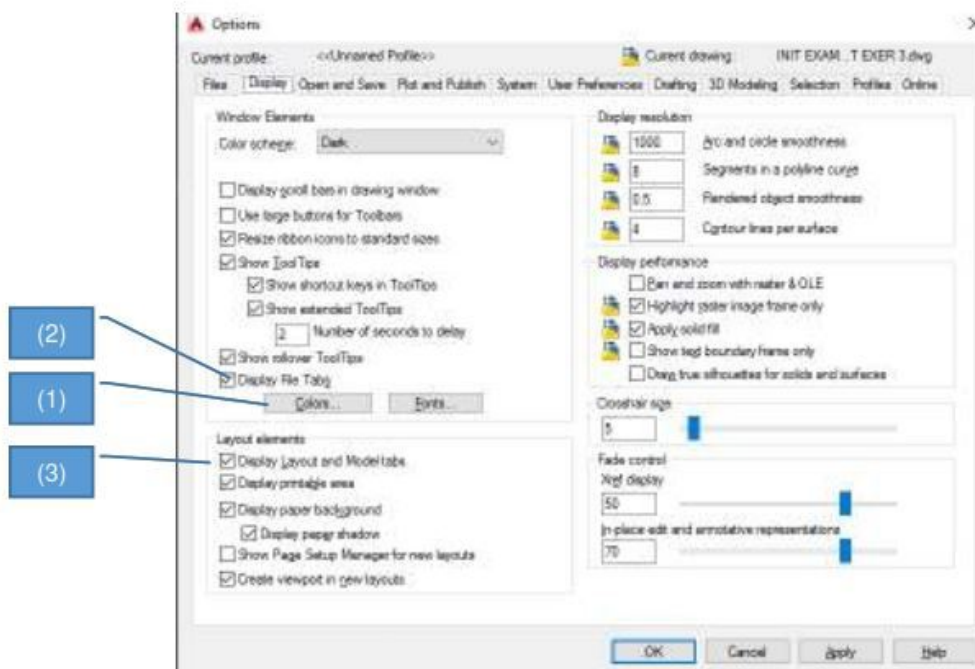 Options
Current profile: <<Unnamed Profile>> Current drawing: INIT EXAM...T EXER 3.dwg
Files Display Open and Save Plot and Publish System User Preferences Drafting 3D Modeling Selection Profiles Online
Window Elements
Color scheme: Dark
Display scroll bars in drawing window
Use large buttons for Toolbars
Resize ribbon icons to standard sizes
Show ToolTips
Show shortcut keys in ToolTips
Show extended ToolTips
2 Number of seconds to delay
Show rollover ToolTips
(2)
Display File Tabs
(1)
Colors... Fonts...
Layout elements
(3)
Display Layout and Model tabs
Display printable area
Display paper background
Display paper shadow
Show Page Setup Manager for new layouts
Create viewport in new layouts
Display resolution
1000 Arc and circle smoothness
8 Segments in a polyline curve
0.5 Rendered object smoothness
4 Contour lines per surface
Display performance
Pan and zoom with raster & OLE
Highlight raster image frame only
Apply solid fill
Show text boundary frame only
Draw true silhouettes for solids and surfaces
Crosshair size
5
Fade control
Xref display
50
In-place edit and annotative representations
70
OK Cancel Apply Help